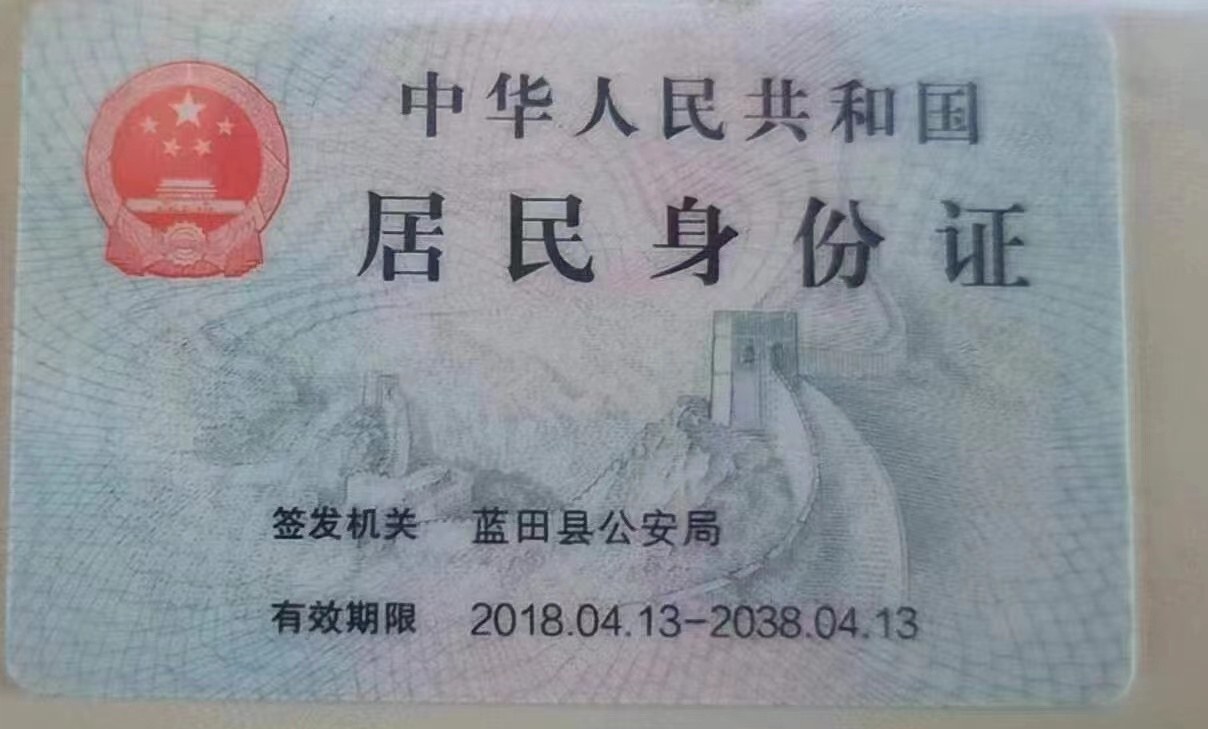 中华人民共和国
居民身份证
签发机关 蓝田县公安局
有效期限 2018.04.13-2038.04.13